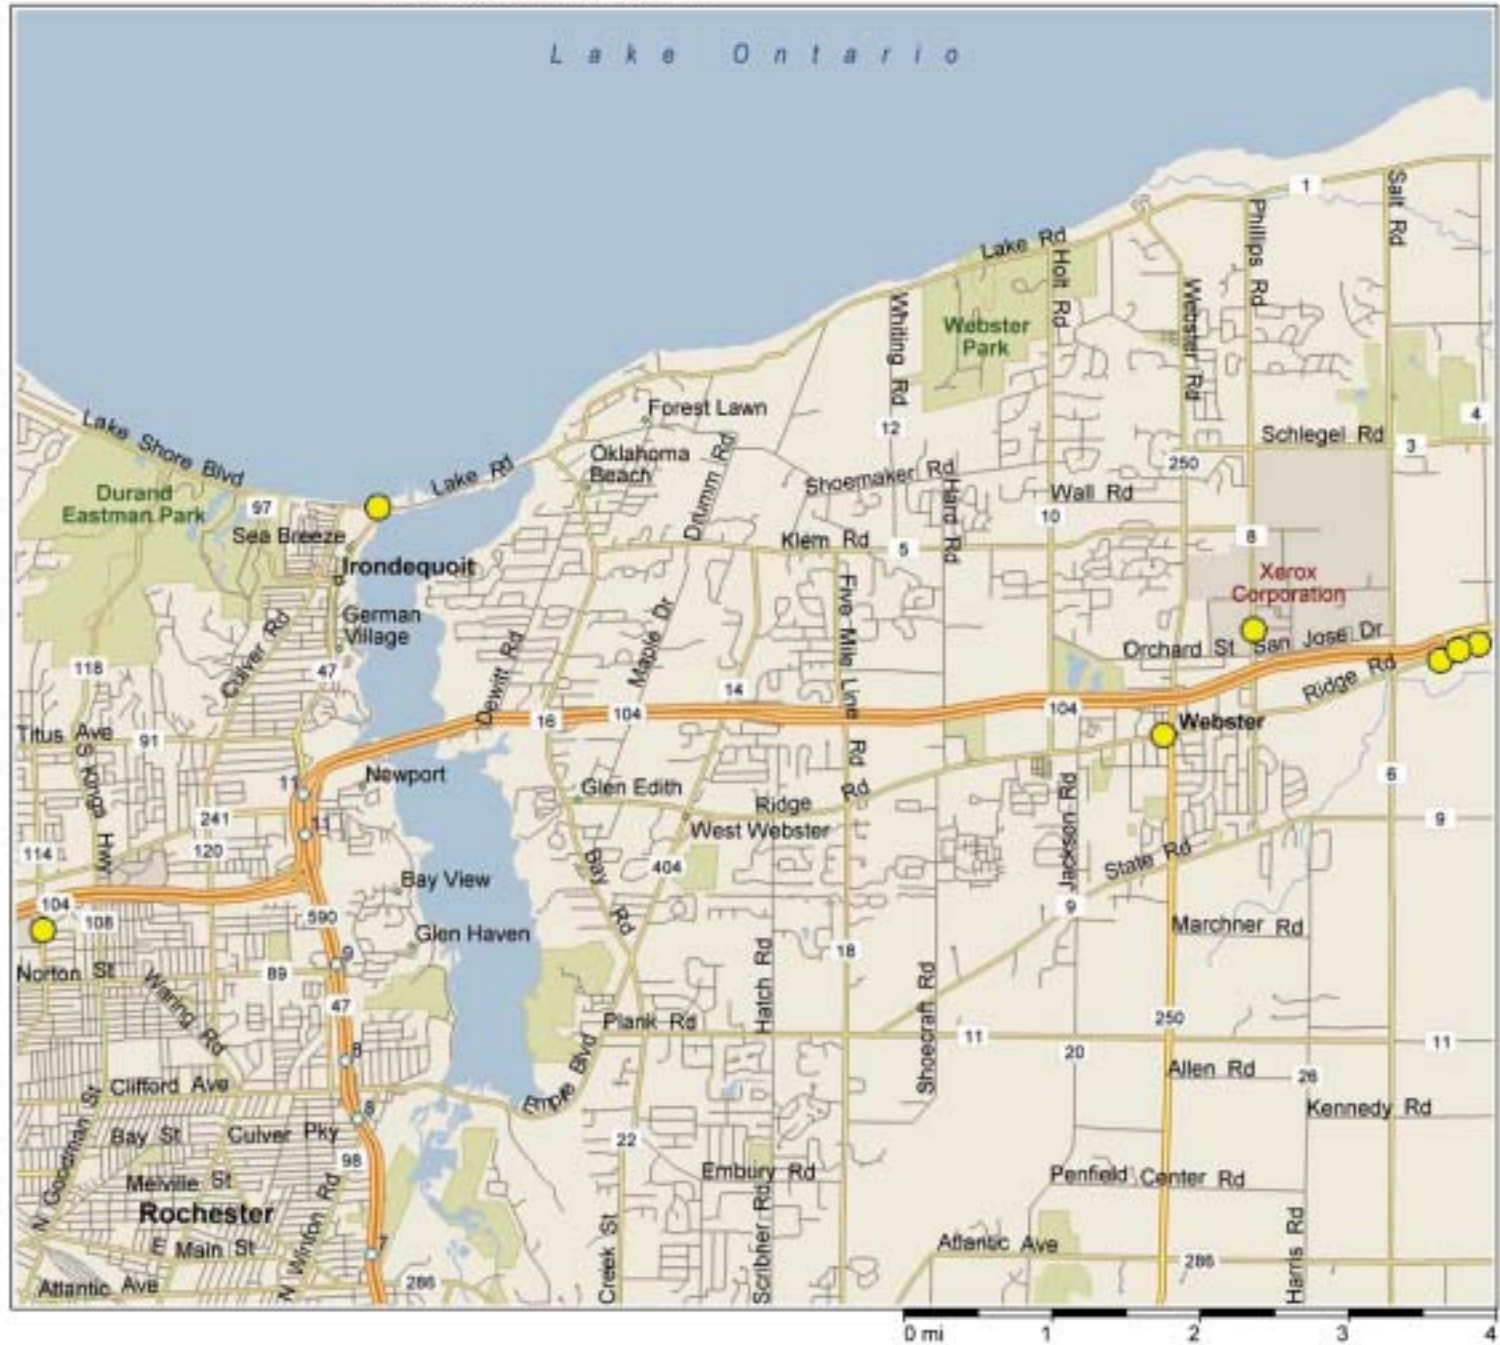 Lake Ontario
1
Salt Rd
Phillips Rd
Lake Rd
Holt Rd
Webster Rd
Whiting Rd
Webster
Park
Forest Lawn
4
Lake Shore Blvd
12
Schlegel Rd
3
Oklahoma
Beach
Drumm Rd
250
Lake Rd
Shoemaker Rd
Hard Rd
Wall Rd
Durand
Eastman Park
97
10
Sea Breeze
Klem Rd
5
8
Irondequoit
Xerox
Corporation
German
Village
Five Mile Line Rd
Culver Rd
Maple Dr
Dewitt Rd
Orchard St
San Jose Dr
118
47
14
Ridge Rd
16
104
104
Webster
Titus Ave
91
S Kings Hwy
Newport
11
Glen Edith
Ridge Rd
6
Jackson Rd
241
11
West Webster
9
114
120
404
State Rd
Bay Rd
Bay View
104
108
590
9
Glen Haven
Marchner Rd
18
Norton St
89
9
Waring Rd
Hatch Rd
Shoecraft Rd
47
Plank Rd
250
11
11
8
20
Empire Blvd
Allen Rd
26
Clifford Ave
Kennedy Rd
8
N Goodman St
Bay St
Culver Pky
22
98
Embury Rd
Penfield Center Rd
Melville St
Rochester
N Winton Rd
Creek St
Scribner Rd
Harris Rd
E Main St
7
Atlantic Ave
286
Atlantic Ave
286
0 mi 1 2 3 4